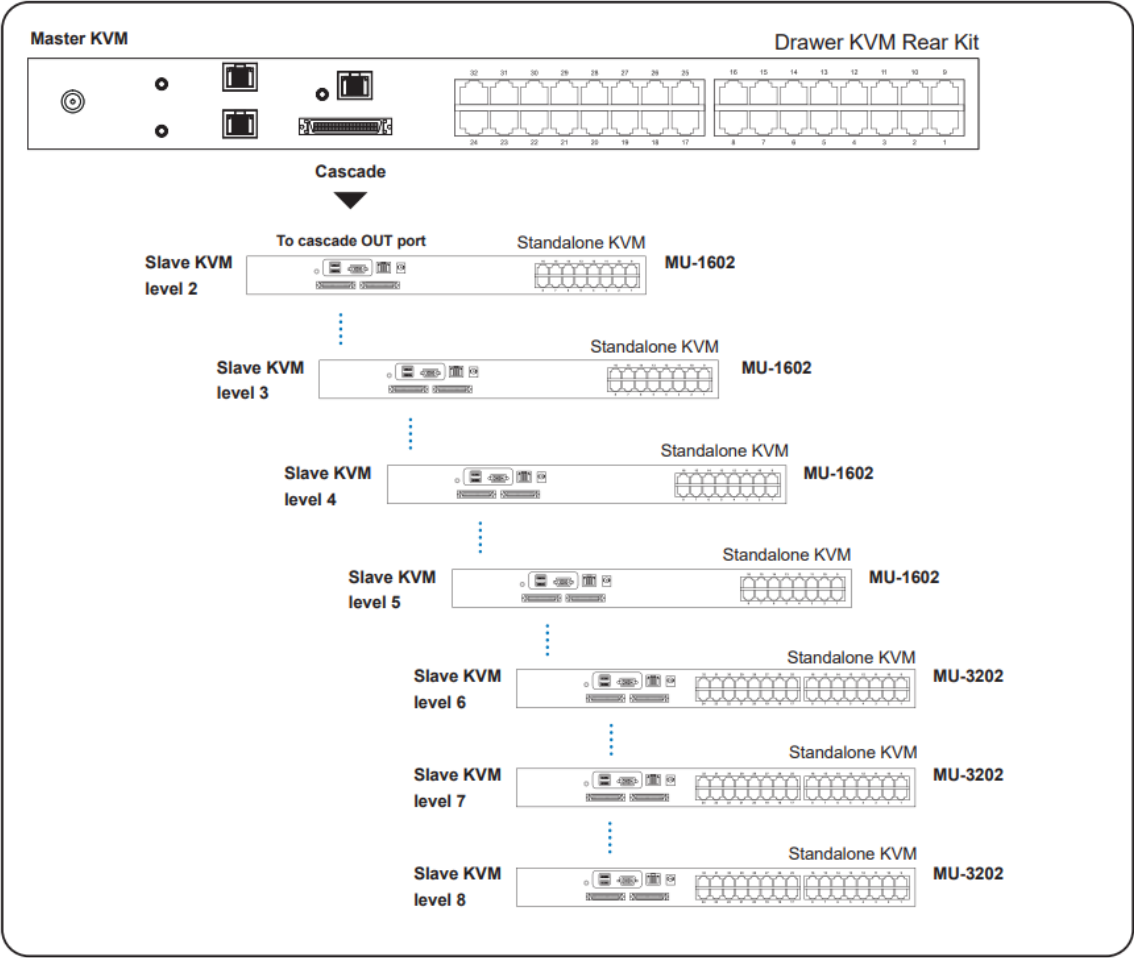 Master KVM
Drawer KVM Rear Kit
32 31 30 29 28 27 26 25 16 15 14 13 12 11 10 9
24 23 22 21 20 19 18 17 8 7 6 5 4 3 2 1
Cascade
To cascade OUT port
Standalone KVM
Slave KVM
level 2
MU-1602
Standalone KVM
Slave KVM
level 3
MU-1602
Standalone KVM
Slave KVM
level 4
MU-1602
Standalone KVM
Slave KVM
level 5
MU-1602
Standalone KVM
Slave KVM
level 6
MU-3202
Standalone KVM
Slave KVM
level 7
MU-3202
Standalone KVM
Slave KVM
level 8
MU-3202